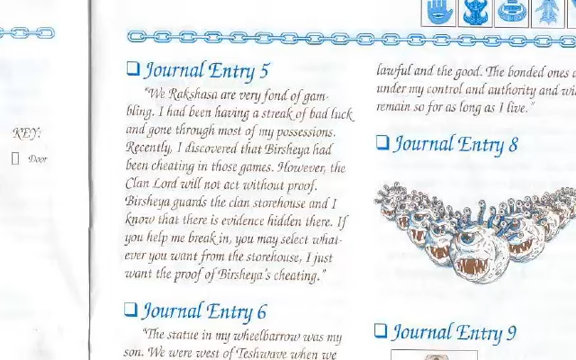 KEY:
Door
Journal Entry 5
"We Rakshasa are very fond of gam-
bling. I had been having a streak of bad luck
and gone through most of my possessions.
Recently, I discovered that Birsheya had
been cheating in those games. However, the
Clan Lord will not act without proof.
Birsheya guards the clan storehouse and I
know that there is evidence hidden there. If
you help me break in, you may select what-
ever you want from the storehouse, I just
want the proof of Birsheya's cheating."
Journal Entry 6
"The statue in my wheelbarrow was my
son. We were west of Teshwave when we
lawful and the good. The bonded ones
under my control and authority and
remain so for as long as I live."
Journal Entry 8
Journal Entry 9